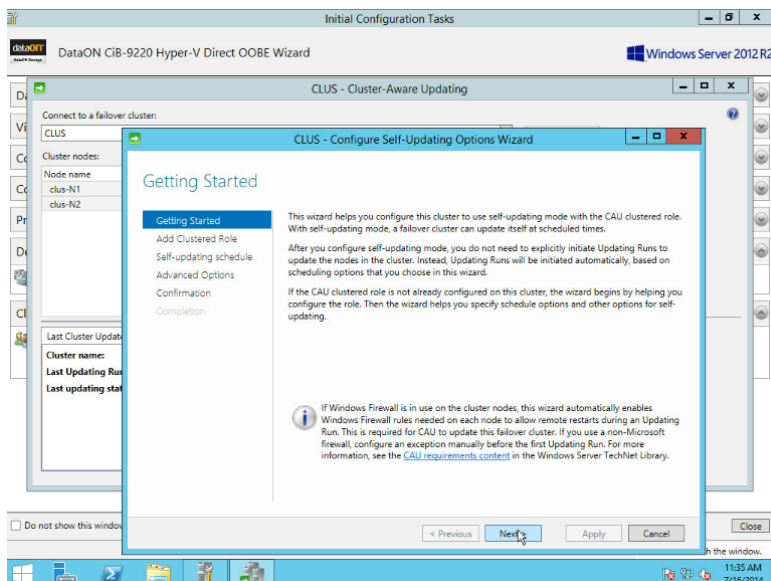 Initial Configuration Tasks
dataON
DataON CiB-9220 Hyper-V Direct OOBE Wizard
Windows Server 2012 R2
CLUS - Cluster-Aware Updating
Connect to a failover cluster:
CLUS
Cluster nodes:
Node name
clus-N1
clus-N2
Last Cluster Update
Cluster name:
Last Updating Run
Last updating stat
CLUS - Configure Self-Updating Options Wizard
Getting Started
Getting Started
Add Clustered Role
Self-updating schedule
Advanced Options
Confirmation
Completion
This wizard helps you configure this cluster to use self-updating mode with the CAU clustered role.
With self-updating mode, a failover cluster can update itself at scheduled times.
After you configure self-updating mode, you do not need to explicitly initiate Updating Runs to
update the nodes in the cluster. Instead, Updating Runs will be initiated automatically, based on
scheduling options that you choose in this wizard.
If the CAU clustered role is not already configured on this cluster, the wizard begins by helping you
configure the role. Then the wizard helps you specify schedule options and other options for self-
updating.
If Windows Firewall is in use on the cluster nodes, this wizard automatically enables
Windows Firewall rules needed on each node to allow remote restarts during an Updating
Run. This is required for CAU to update this failover cluster. If you use a non-Microsoft
firewall, configure an exception manually before the first Updating Run. For more
information, see the CAU requirements content in the Windows Server TechNet Library.
< Previous
Next >
Apply
Cancel
Do not show this window
Close
the window.
11:35 AM
7/16/2014